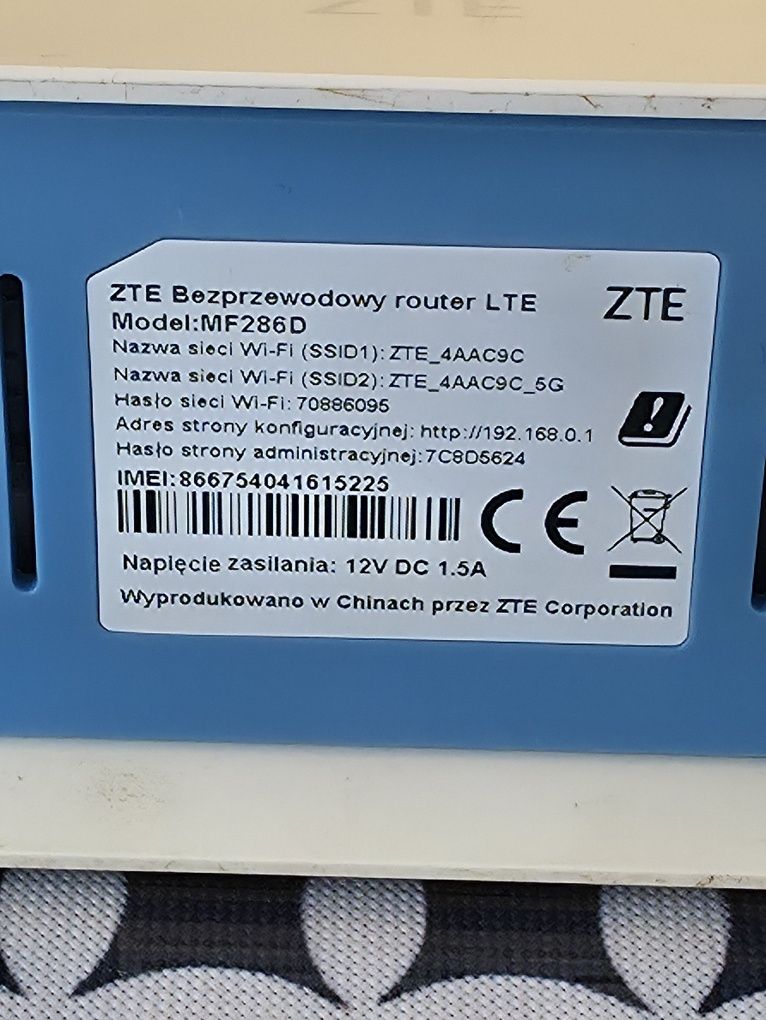 ZTE
ZTE Bezprzewodowy router LTE
ZTE
Model:MF286D
Nazwa sieci Wi-Fi (SSID1): ZTE_4AAC9C
Nazwa sieci Wi-Fi (SSID2): ZTE_4AAC9C_5G
Hasło sieci Wi-Fi: 70886095
Adres strony konfiguracyjnej: http://192.168.0.1
Hasło strony administracyjnej:7C8D5624
IMEI:866754041615225
CE
Napięcie zasilania: 12V DC 1.5A
Wyprodukowano w Chinach przez ZTE Corporation